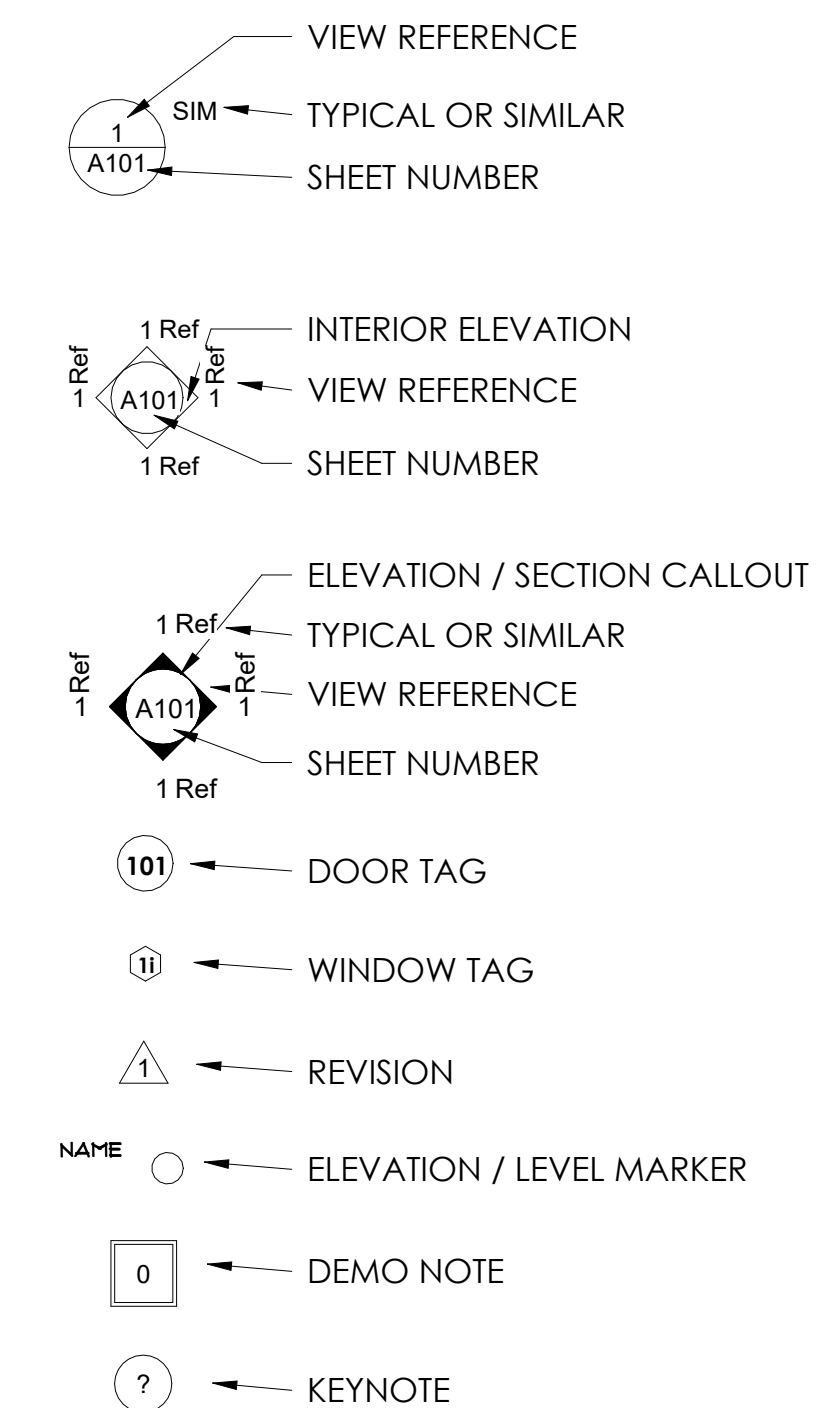 VIEW REFERENCE
SIM
TYPICAL OR SIMILAR
1
A101
SHEET NUMBER
1 Ref
INTERIOR ELEVATION
1 Ref
1 Ref
A101
VIEW REFERENCE
1 Ref
SHEET NUMBER
ELEVATION / SECTION CALLOUT
1 Ref
TYPICAL OR SIMILAR
1 Ref
1 Ref
A101
VIEW REFERENCE
SHEET NUMBER
1 Ref
101
DOOR TAG
1i
WINDOW TAG
1
REVISION
NAME
ELEVATION / LEVEL MARKER
0
DEMO NOTE
?
KEYNOTE